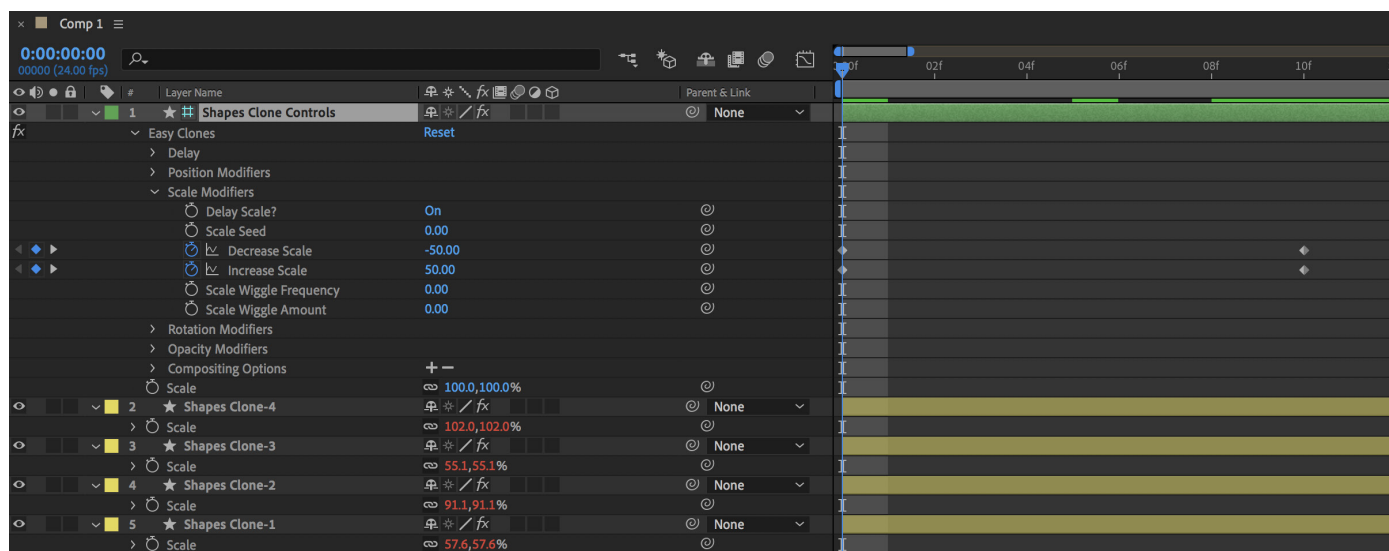 × Comp 1 ≡
0:00:00:00
00000 (24.00 fps)
02f 04f 06f 08f 10f
# Layer Name Parent & Link
1 Shapes Clone Controls None
fx Easy Clones Reset
Delay
Position Modifiers
Scale Modifiers
Delay Scale? On
Scale Seed 0.00
Decrease Scale -50.00
Increase Scale 50.00
Scale Wiggle Frequency 0.00
Scale Wiggle Amount 0.00
Rotation Modifiers
Opacity Modifiers
Compositing Options + −
Scale 100.0,100.0%
2 Shapes Clone-4 None
Scale 102.0,102.0%
3 Shapes Clone-3 None
Scale 55.1,55.1%
4 Shapes Clone-2 None
Scale 91.1,91.1%
5 Shapes Clone-1 None
Scale 57.6,57.6%